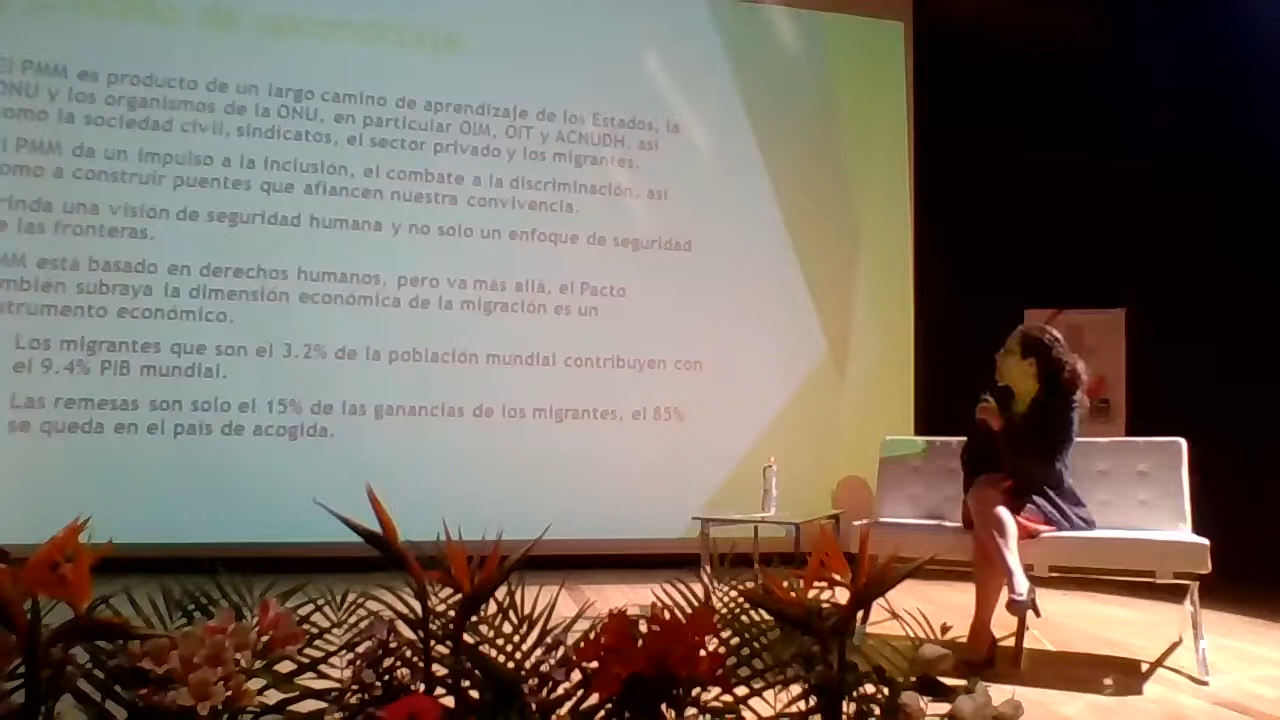 de aprendizaje
El PMM es producto de un largo camino de aprendizaje de los Estados, la
ONU y los organismos de la ONU, en particular OIM, OIT y ACNUDH, así
como la sociedad civil, sindicatos, el sector privado y los migrantes.
El PMM da un impulso a la inclusión, el combate a la discriminación, así
como a construir puentes que afiancen nuestra convivencia.
rinda una visión de seguridad humana y no solo un enfoque de seguridad
e las fronteras.
MM está basado en derechos humanos, pero va más allá, el Pacto
mbién subraya la dimensión económica de la migración es un
strumento económico.
Los migrantes que son el 3.2% de la población mundial contribuyen con
el 9.4% PIB mundial.
Las remesas son solo el 15% de las ganancias de los migrantes, el 85%
se queda en el país de acogida.